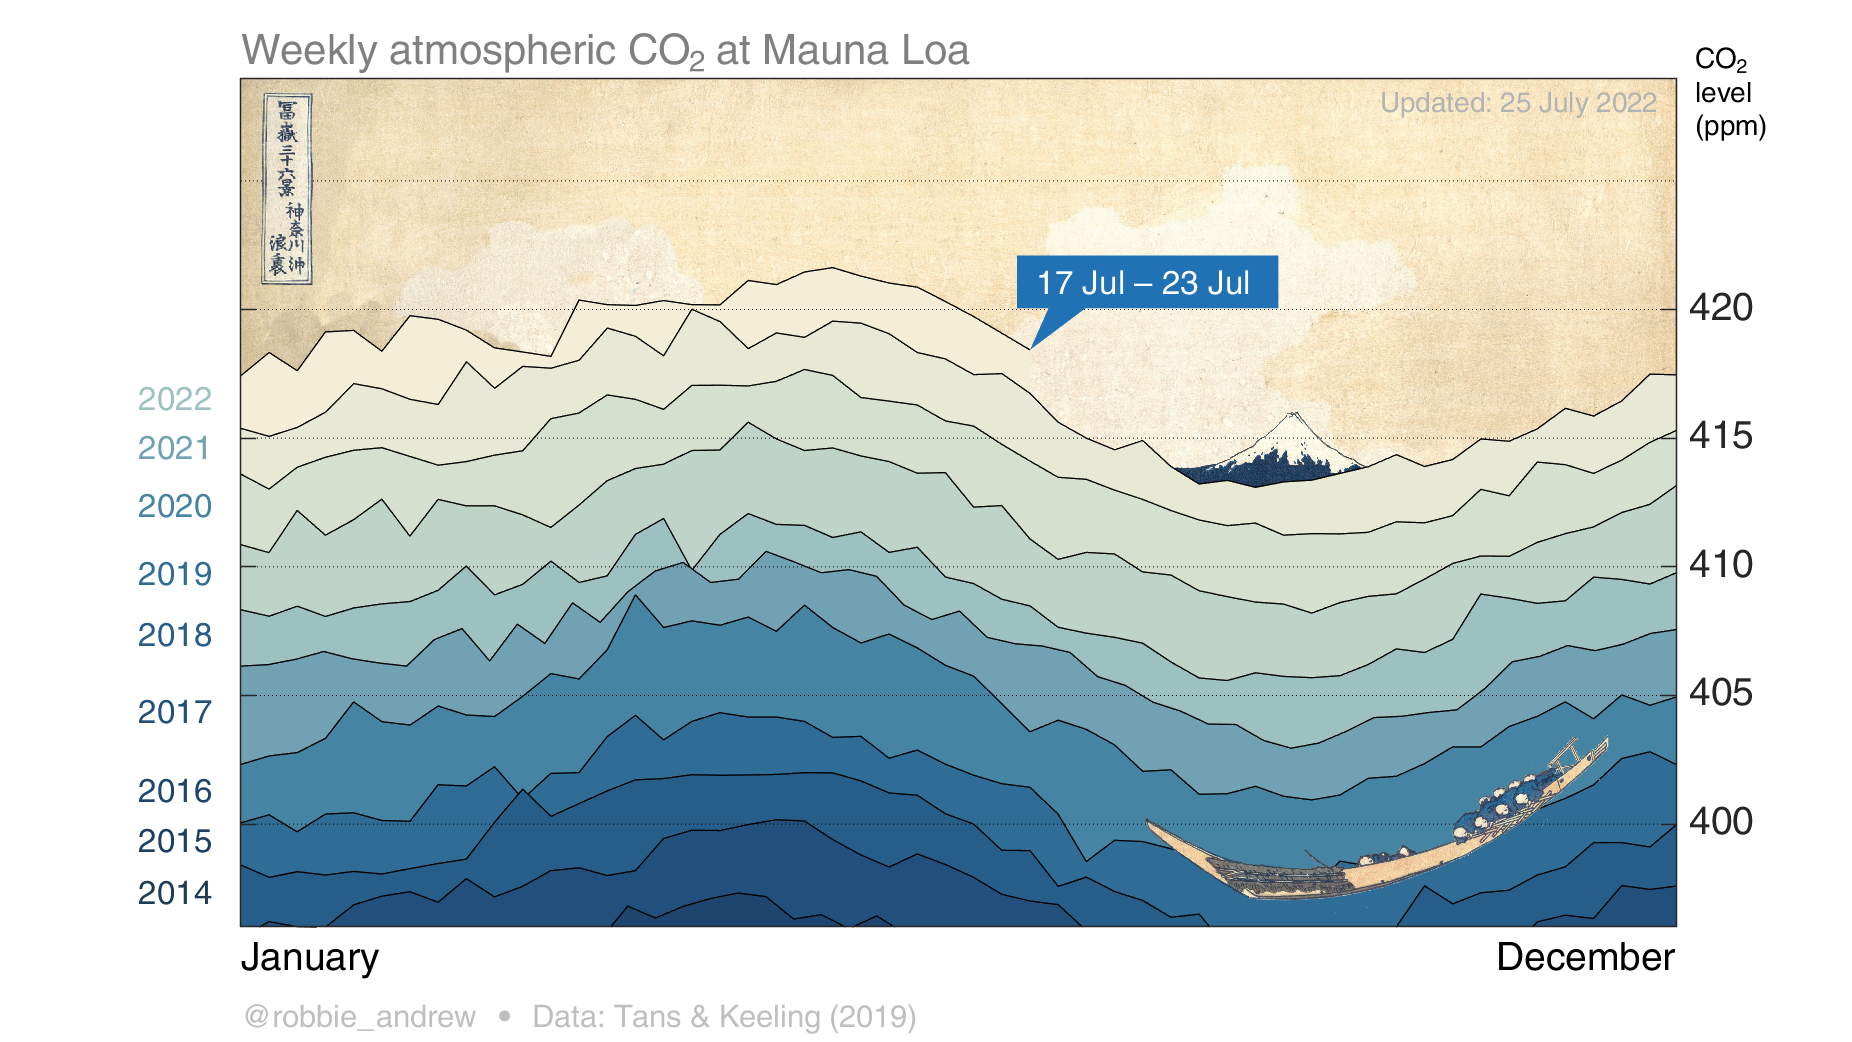 Weekly atmospheric CO₂ at Mauna Loa
CO₂
level
(ppm)
Updated: 25 July 2022
冨嶽三十六景
神奈川沖
浪裏
17 Jul – 23 Jul
420
415
410
405
400
2022
2021
2020
2019
2018
2017
2016
2015
2014
January
December
@robbie_andrew • Data: Tans & Keeling (2019)